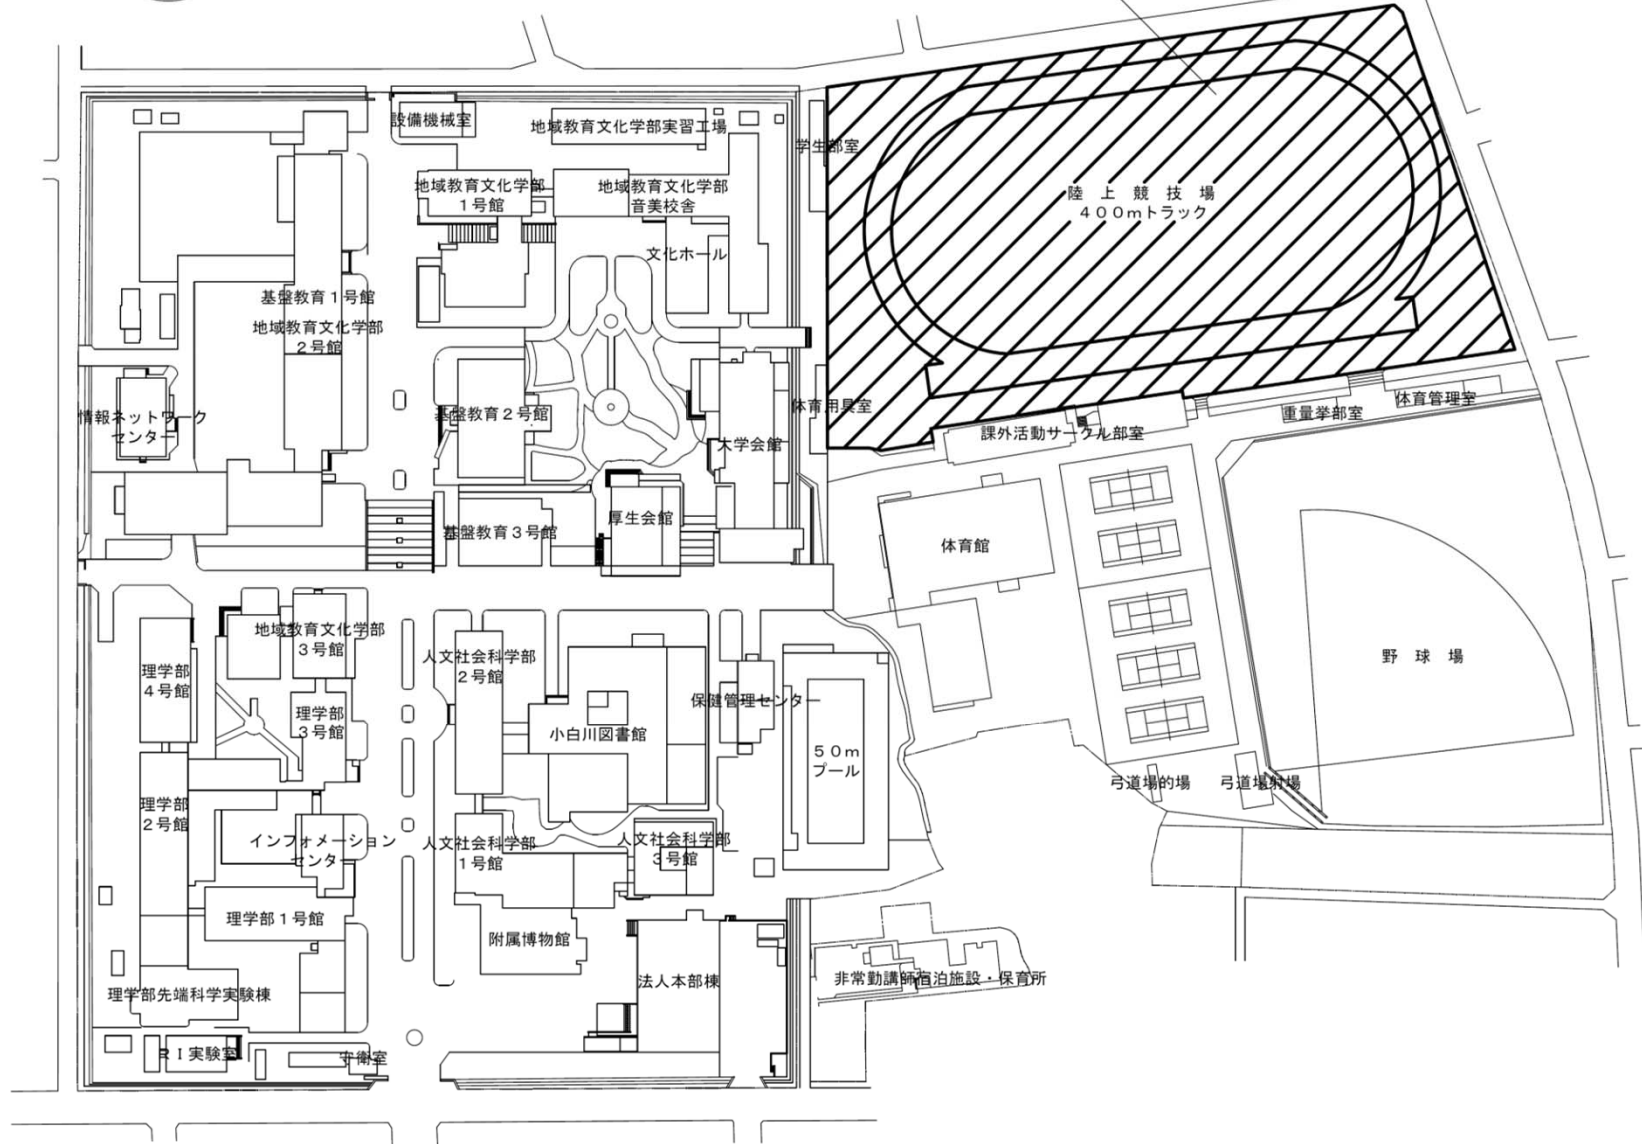 設備機械室
地域教育文化学部実習工場
学生部室
地域教育文化学部
1号館
地域教育文化学部
音美校舎
陸　上　競　技　場
４００ｍトラック
文化ホール
基盤教育１号館
地域教育文化学部
２号館
情報ネットワーク
センター
基盤教育２号館
大学会館
体育用具室
課外活動サークル部室
重量挙部室
体育管理室
基盤教育３号館
厚生会館
体育館
地域教育文化学部
３号館
理学部
４号館
理学部
３号館
人文社会科学部
２号館
小白川図書館
保健管理センター
５０ｍ
プール
野　球　場
弓道場的場
弓道場射場
理学部
２号館
インフォメーション
センター
人文社会科学部
１号館
人文社会科学部
３号館
理学部１号館
附属博物館
法人本部棟
非常勤講師宿泊施設・保育所
理学部先端科学実験棟
ＲＩ実験室
守衛室